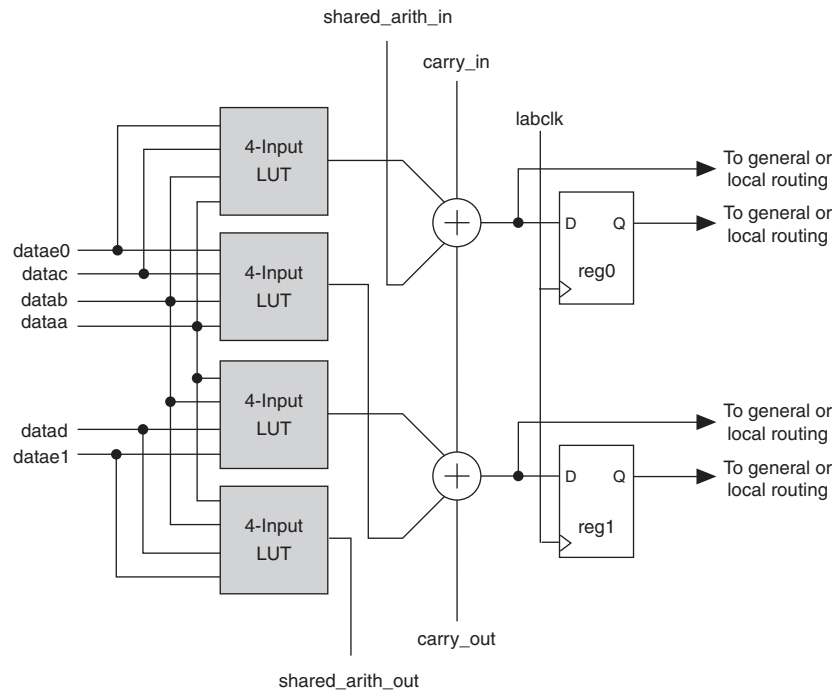 shared_arith_in
carry_in
labclk
4-Input
LUT
To general or
local routing
D Q
reg0
To general or
local routing
datae0
datac
datab
dataa
4-Input
LUT
4-Input
LUT
To general or
local routing
datad
datae1
D Q
reg1
To general or
local routing
4-Input
LUT
carry_out
shared_arith_out